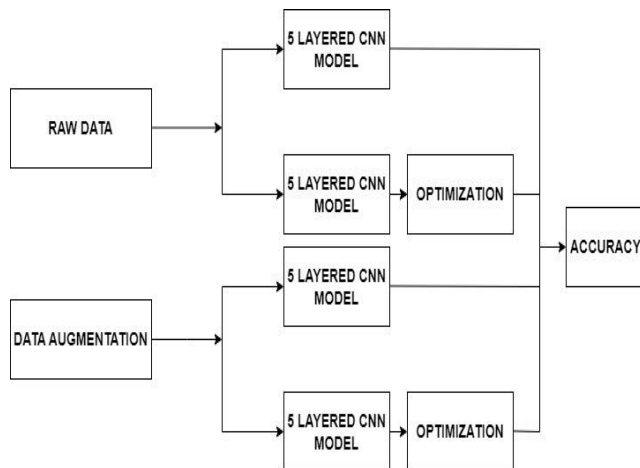 5 LAYERED CNN
MODEL
RAW DATA
5 LAYERED CNN
MODEL
OPTIMIZATION
ACCURACY
5 LAYERED CNN
MODEL
DATA AUGMENTATION
5 LAYERED CNN
MODEL
OPTIMIZATION